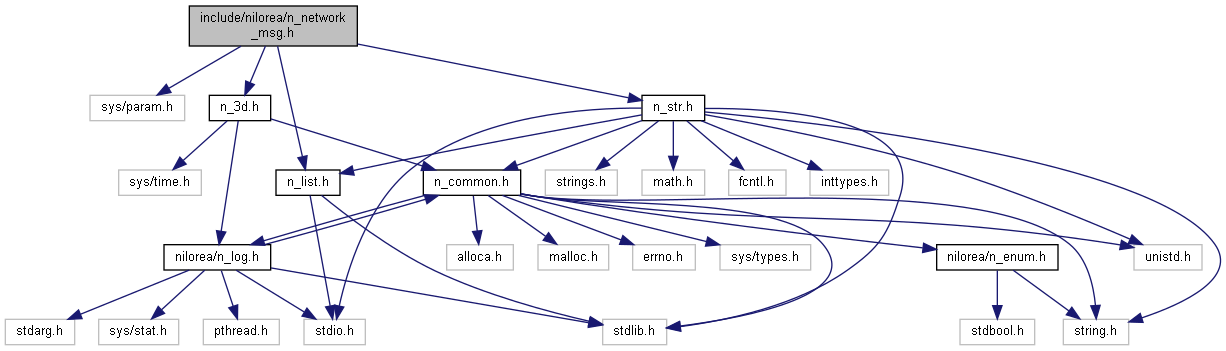 include/nilorea/n_network
_msg.h
sys/param.h
n_3d.h
n_str.h
sys/time.h
n_list.h
n_common.h
strings.h
math.h
fcntl.h
inttypes.h
nilorea/n_log.h
alloca.h
malloc.h
errno.h
sys/types.h
nilorea/n_enum.h
unistd.h
stdarg.h
sys/stat.h
pthread.h
stdio.h
stdlib.h
stdbool.h
string.h